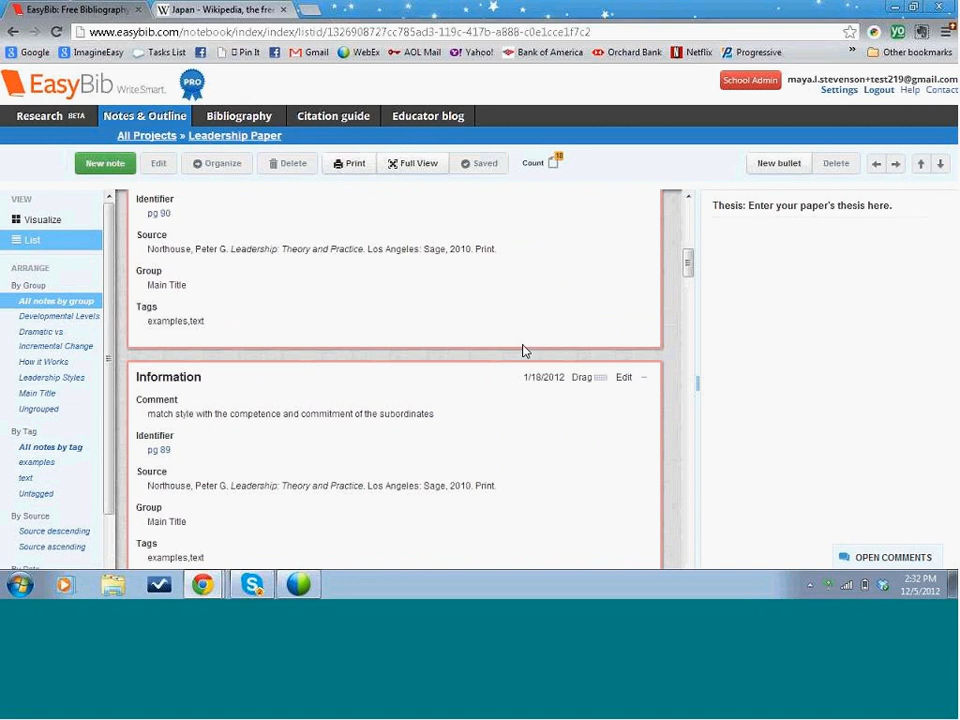 EasyBib: Free Bibliography
Japan - Wikipedia, the free
www.easybib.com/notebook/index/index/listid/1326908727cc785ad3-119c-417b-a888-c0e1cce1f7c2
Google ImagineEasy Tasks List Pin It Gmail WebEx AOL Mail Yahoo! Bank of America Orchard Bank Netflix Progressive » Other bookmarks
EasyBib Write Smart. PRO
School Admin maya.l.stevenson+test219@gmail.com
Settings Logout Help Contact
Research BETA Notes & Outline Bibliography Citation guide Educator blog
All Projects » Leadership Paper
New note Edit Organize Delete Print Full View Saved Count New bullet Delete
VIEW
Visualize
List
ARRANGE
By Group
All notes by group
Developmental Levels
Dramatic vs
Incremental Change
How it Works
Leadership Styles
Main Title
Ungrouped
By Tag
All notes by tag
examples
text
Untagged
By Source
Source descending
Source ascending
Identifier
pg 90
Source
Northouse, Peter G. Leadership: Theory and Practice. Los Angeles: Sage, 2010. Print.
Group
Main Title
Tags
examples,text
Information 1/18/2012 Drag Edit –
Comment
match style with the competence and commitment of the subordinates
Identifier
pg 89
Source
Northouse, Peter G. Leadership: Theory and Practice. Los Angeles: Sage, 2010. Print.
Group
Main Title
Tags
examples,text
Thesis: Enter your paper's thesis here.
OPEN COMMENTS
2:32 PM
12/5/2012